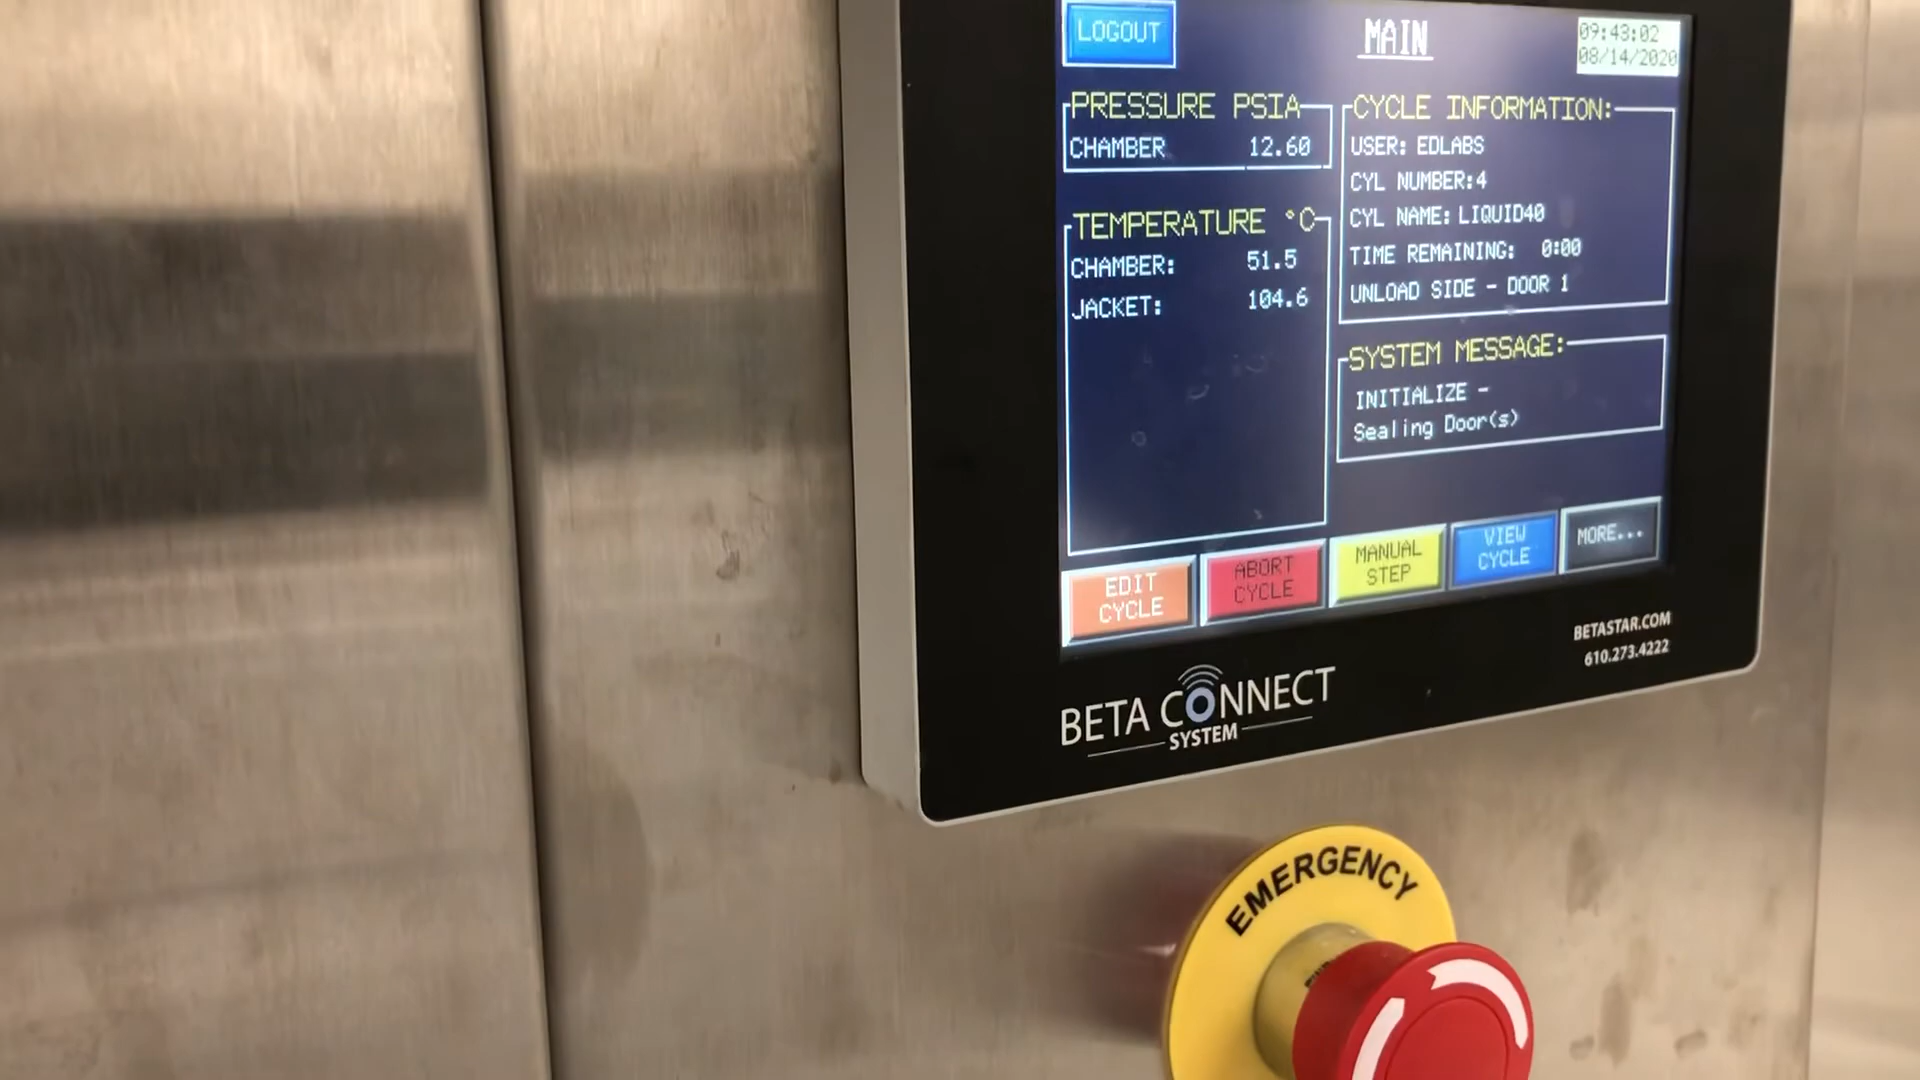 LOGOUT
MAIN
09:43:02
08/14/2020
PRESSURE PSIA
CHAMBER 12.60
TEMPERATURE °C
CHAMBER: 51.5
JACKET: 104.6
CYCLE INFORMATION:
USER: EDLABS
CYL NUMBER:4
CYL NAME: LIQUID40
TIME REMAINING: 0:00
UNLOAD SIDE - DOOR 1
SYSTEM MESSAGE:
INITIALIZE -
Sealing Door(s)
EDIT
CYCLE
ABORT
CYCLE
MANUAL
STEP
VIEW
CYCLE
MORE...
BETA CONNECT
SYSTEM
BETASTAR.COM
610.273.4222
EMERGENCY